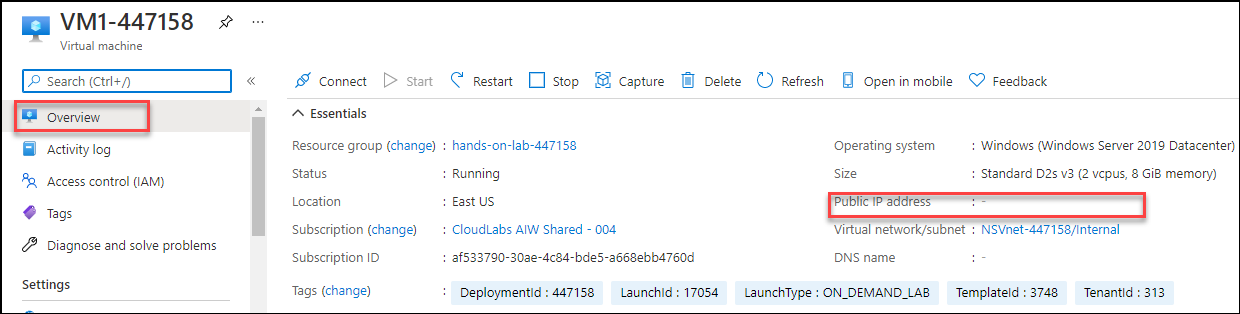 VM1-447158
Virtual machine
Search (Ctrl+/)
Overview
Activity log
Access control (IAM)
Tags
Diagnose and solve problems
Settings
Connect Start Restart Stop Capture Delete Refresh Open in mobile Feedback
Essentials
Resource group (change) : hands-on-lab-447158
Status : Running
Location : East US
Subscription (change) : CloudLabs AIW Shared - 004
Subscription ID : af533790-30ae-4c84-bde5-a668ebb4760d
Operating system : Windows (Windows Server 2019 Datacenter)
Size : Standard D2s v3 (2 vcpus, 8 GiB memory)
Public IP address : -
Virtual network/subnet : NSVnet-447158/Internal
DNS name : -
Tags (change) : DeploymentId : 447158 LaunchId : 17054 LaunchType : ON_DEMAND_LAB TemplateId : 3748 TenantId : 313